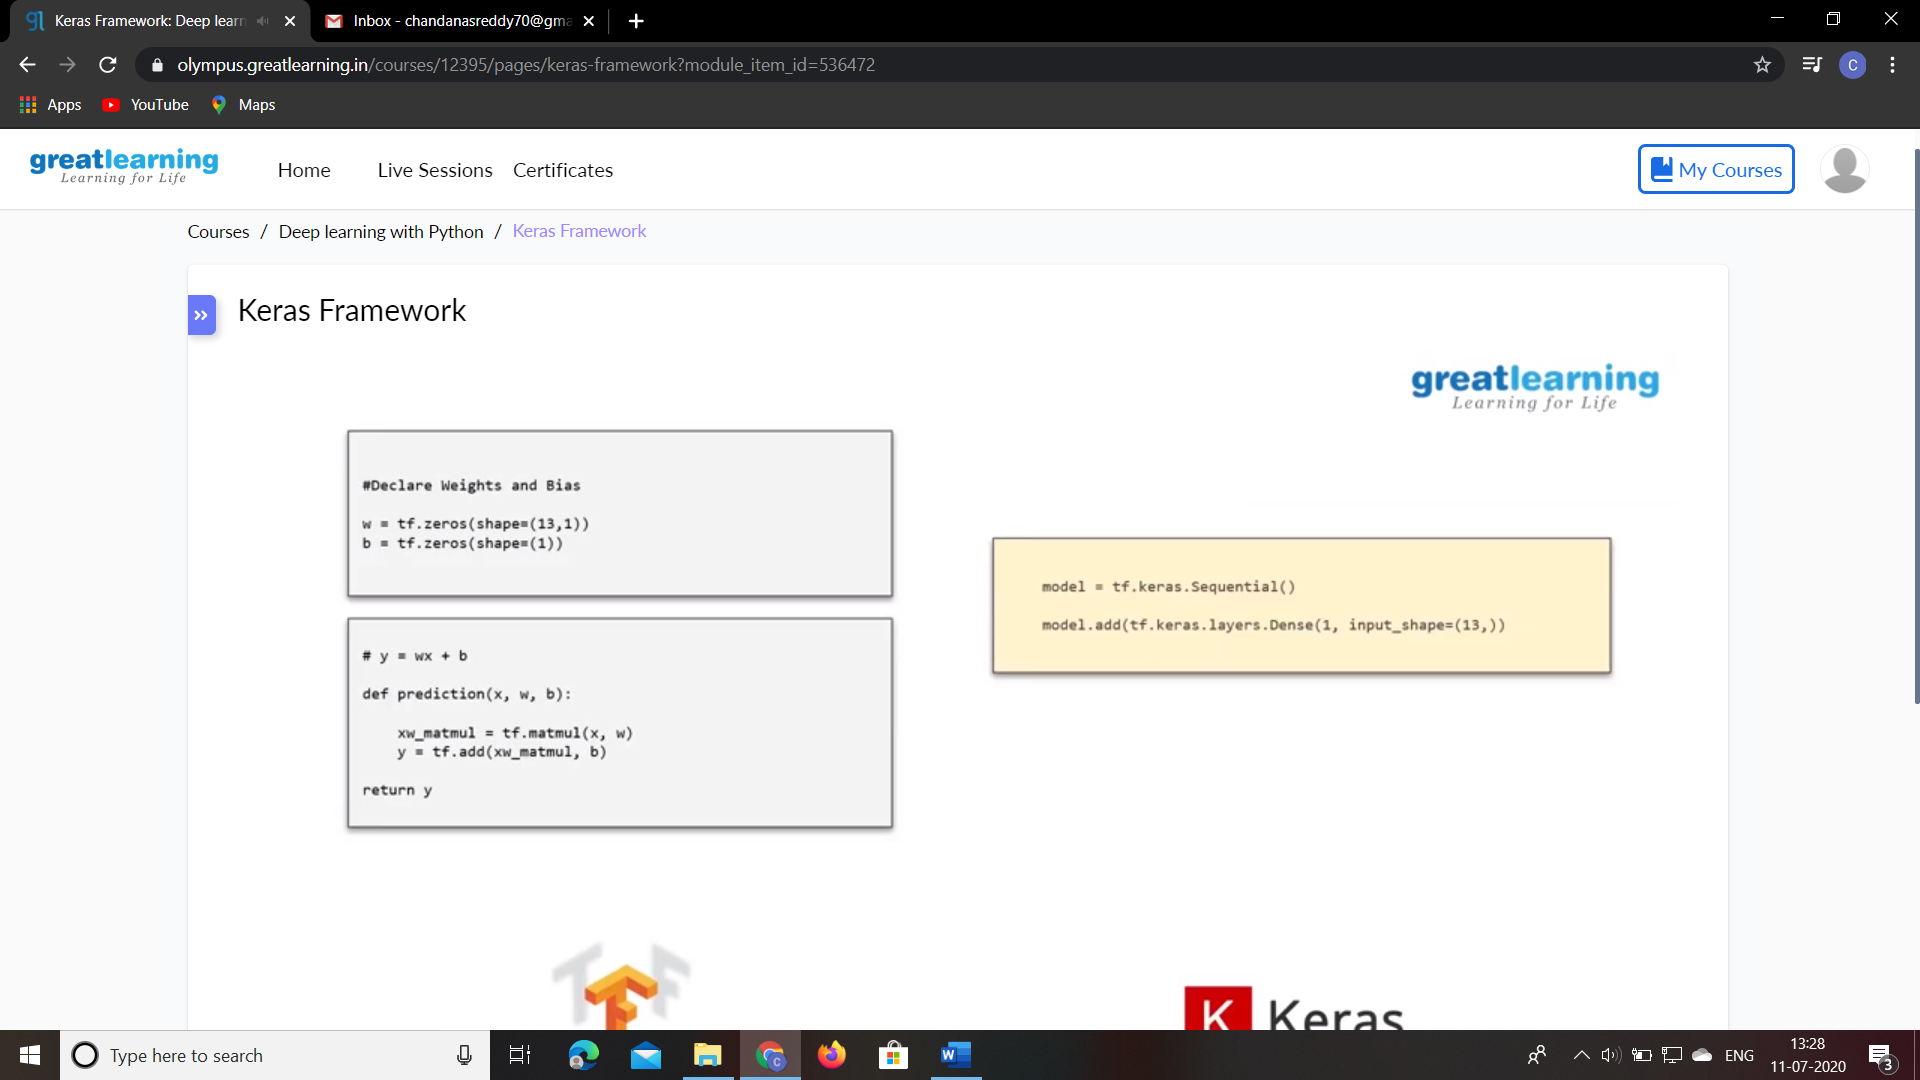 Keras Framework: Deep learn
Inbox - chandanasreddy70@gma
olympus.greatlearning.in/courses/12395/pages/keras-framework?module_item_id=536472
C
Apps
YouTube
Maps
greatlearning
Learning for Life
Home
Live Sessions
Certificates
My Courses
Courses / Deep learning with Python / Keras Framework
Keras Framework
greatlearning
Learning for Life
#Declare Weights and Bias
w = tf.zeros(shape=(13,1))
b = tf.zeros(shape=(1))
# y = wx + b
def prediction(x, w, b):
xw_matmul = tf.matmul(x, w)
y = tf.add(xw_matmul, b)
return y
model = tf.keras.Sequential()
model.add(tf.keras.layers.Dense(1, input_shape=(13,))
K Keras
Type here to search
ENG
13:28
11-07-2020
3